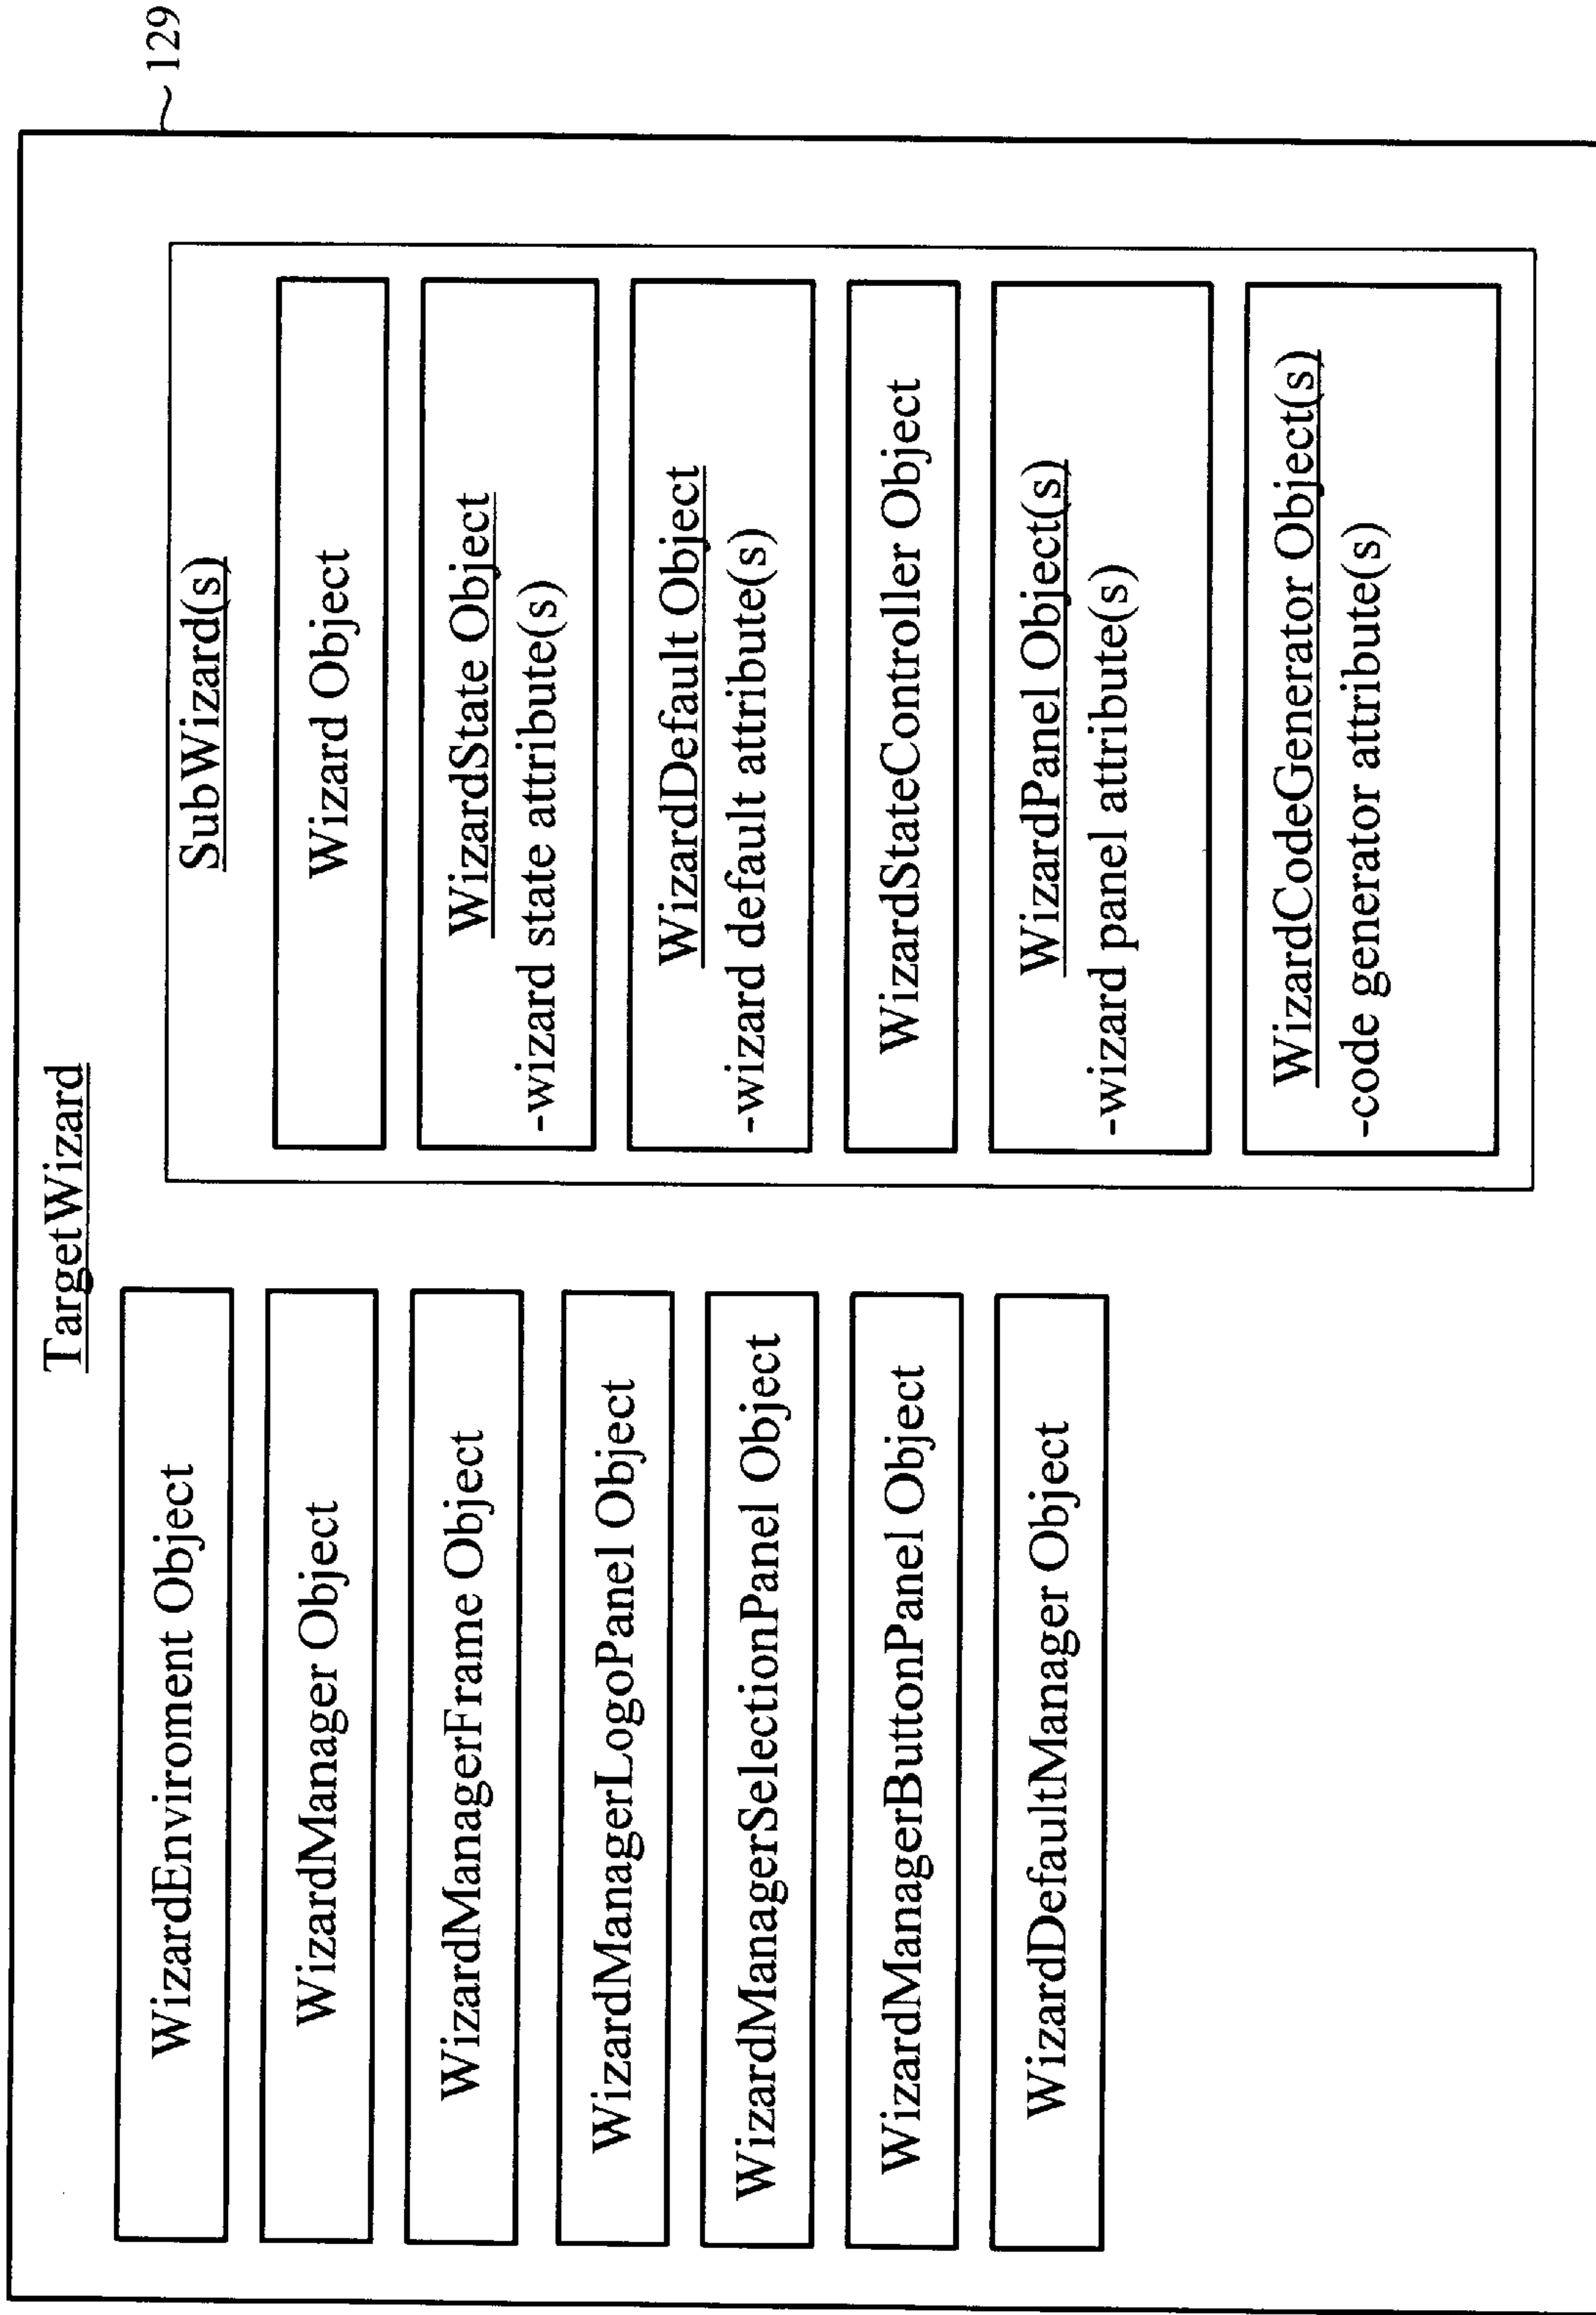 TargetWizard
129
WizardEnviroment Object
WizardManager Object
WizardManagerFrame Object
WizardManagerLogoPanel Object
WizardManagerSelectionPanel Object
WizardManagerButtonPanel Object
WizardDefaultManager Object
SubWizard(s)
Wizard Object
WizardState Object
-wizard state attribute(s)
WizardDefault Object
-wizard default attribute(s)
WizardStateController Object
WizardPanel Object(s)
-wizard panel attribute(s)
WizardCodeGenerator Object(s)
-code generator attribute(s)